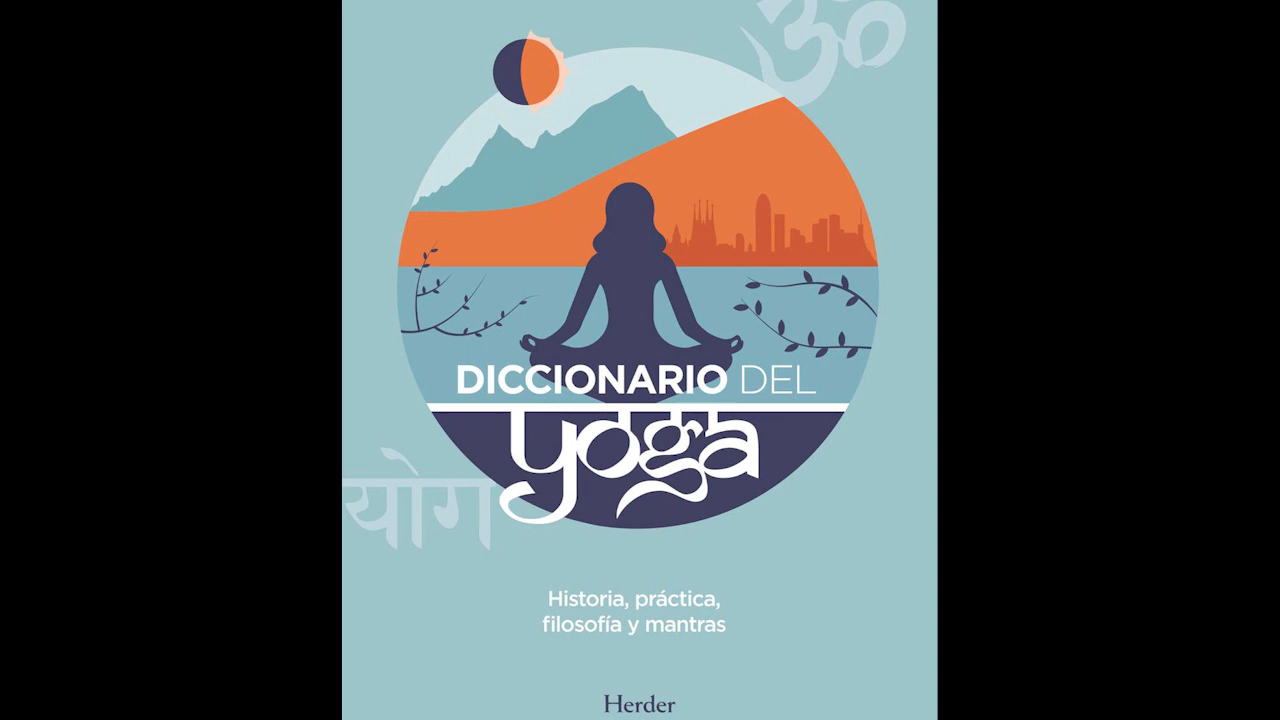 ॐ
DICCIONARIO DEL
yoga
योग
Historia, práctica,
filosofía y mantras
Herder